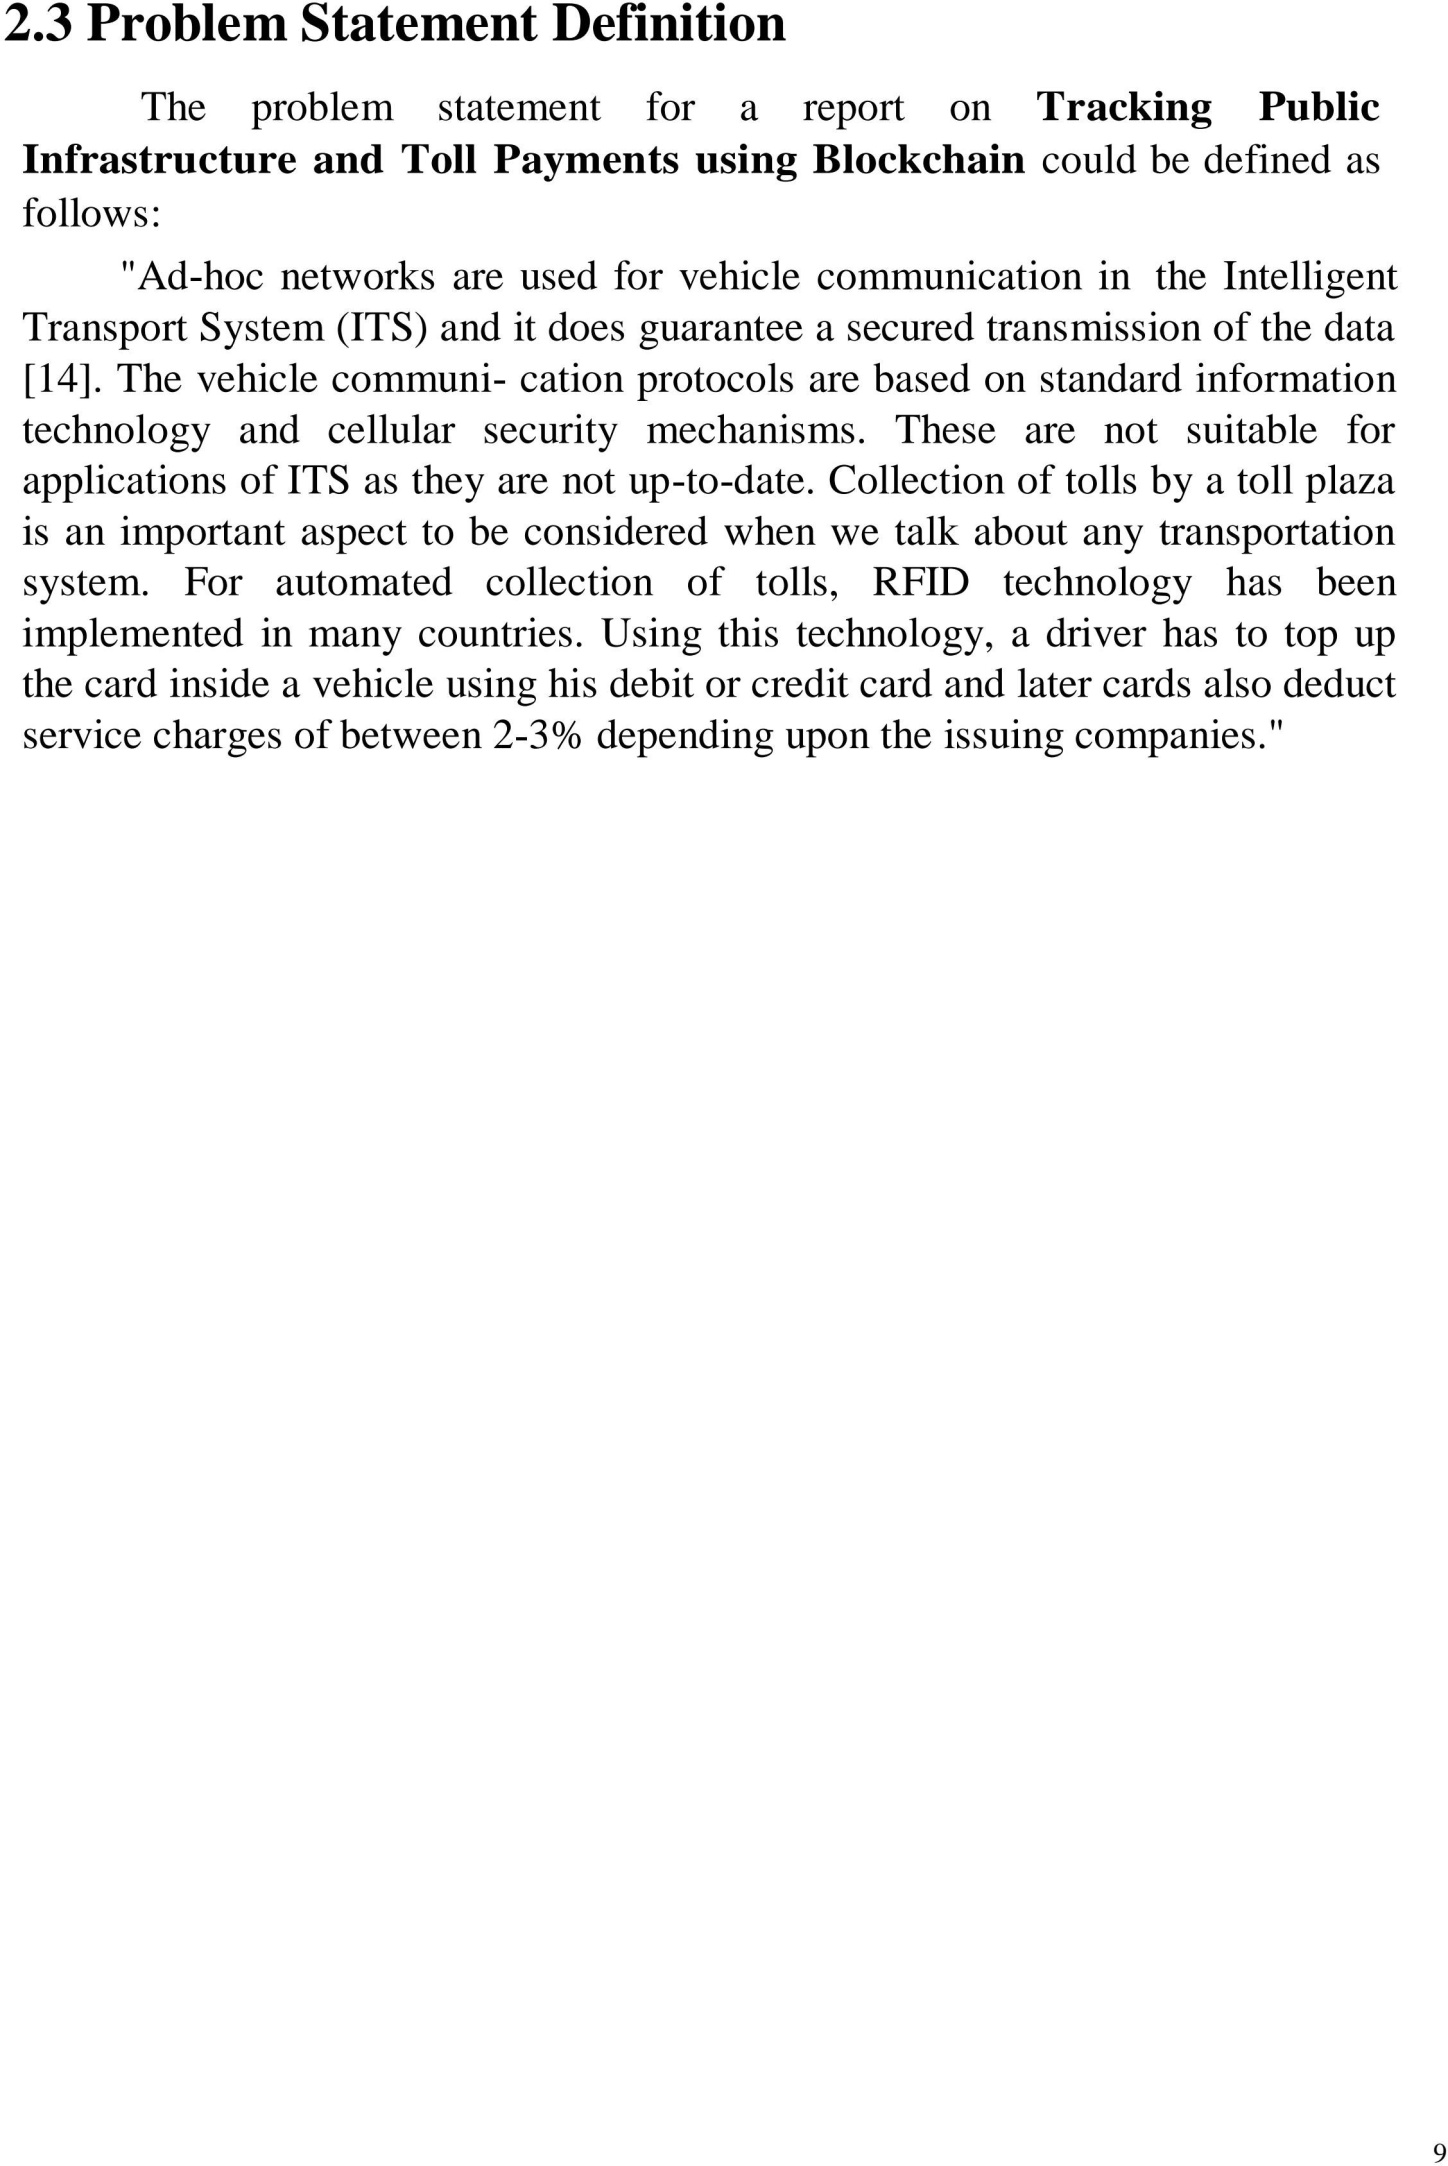 2.3 Problem Statement Definition
The problem statement for a report on Tracking Public
Infrastructure and Toll Payments using Blockchain could be defined as
follows:
"Ad-hoc networks are used for vehicle communication in the Intelligent
Transport System (ITS) and it does guarantee a secured transmission of the data
[14]. The vehicle communi- cation protocols are based on standard information
technology and cellular security mechanisms. These are not suitable for
applications of ITS as they are not up-to-date. Collection of tolls by a toll plaza
is an important aspect to be considered when we talk about any transportation
system. For automated collection of tolls, RFID technology has been
implemented in many countries. Using this technology, a driver has to top up
the card inside a vehicle using his debit or credit card and later cards also deduct
service charges of between 2-3% depending upon the issuing companies."
9